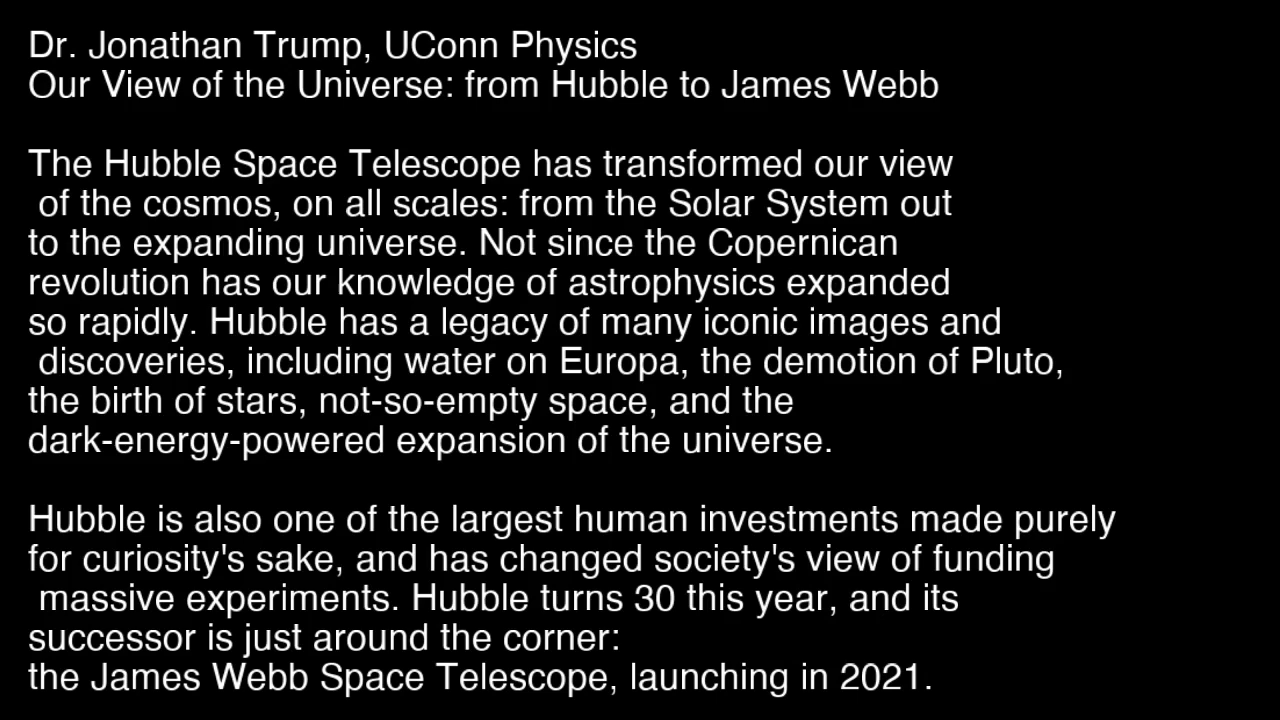 Dr. Jonathan Trump, UConn Physics
Our View of the Universe: from Hubble to James Webb
The Hubble Space Telescope has transformed our view
of the cosmos, on all scales: from the Solar System out
to the expanding universe. Not since the Copernican
revolution has our knowledge of astrophysics expanded
so rapidly. Hubble has a legacy of many iconic images and
discoveries, including water on Europa, the demotion of Pluto,
the birth of stars, not-so-empty space, and the
dark-energy-powered expansion of the universe.
Hubble is also one of the largest human investments made purely
for curiosity's sake, and has changed society's view of funding
massive experiments. Hubble turns 30 this year, and its
successor is just around the corner:
the James Webb Space Telescope, launching in 2021.